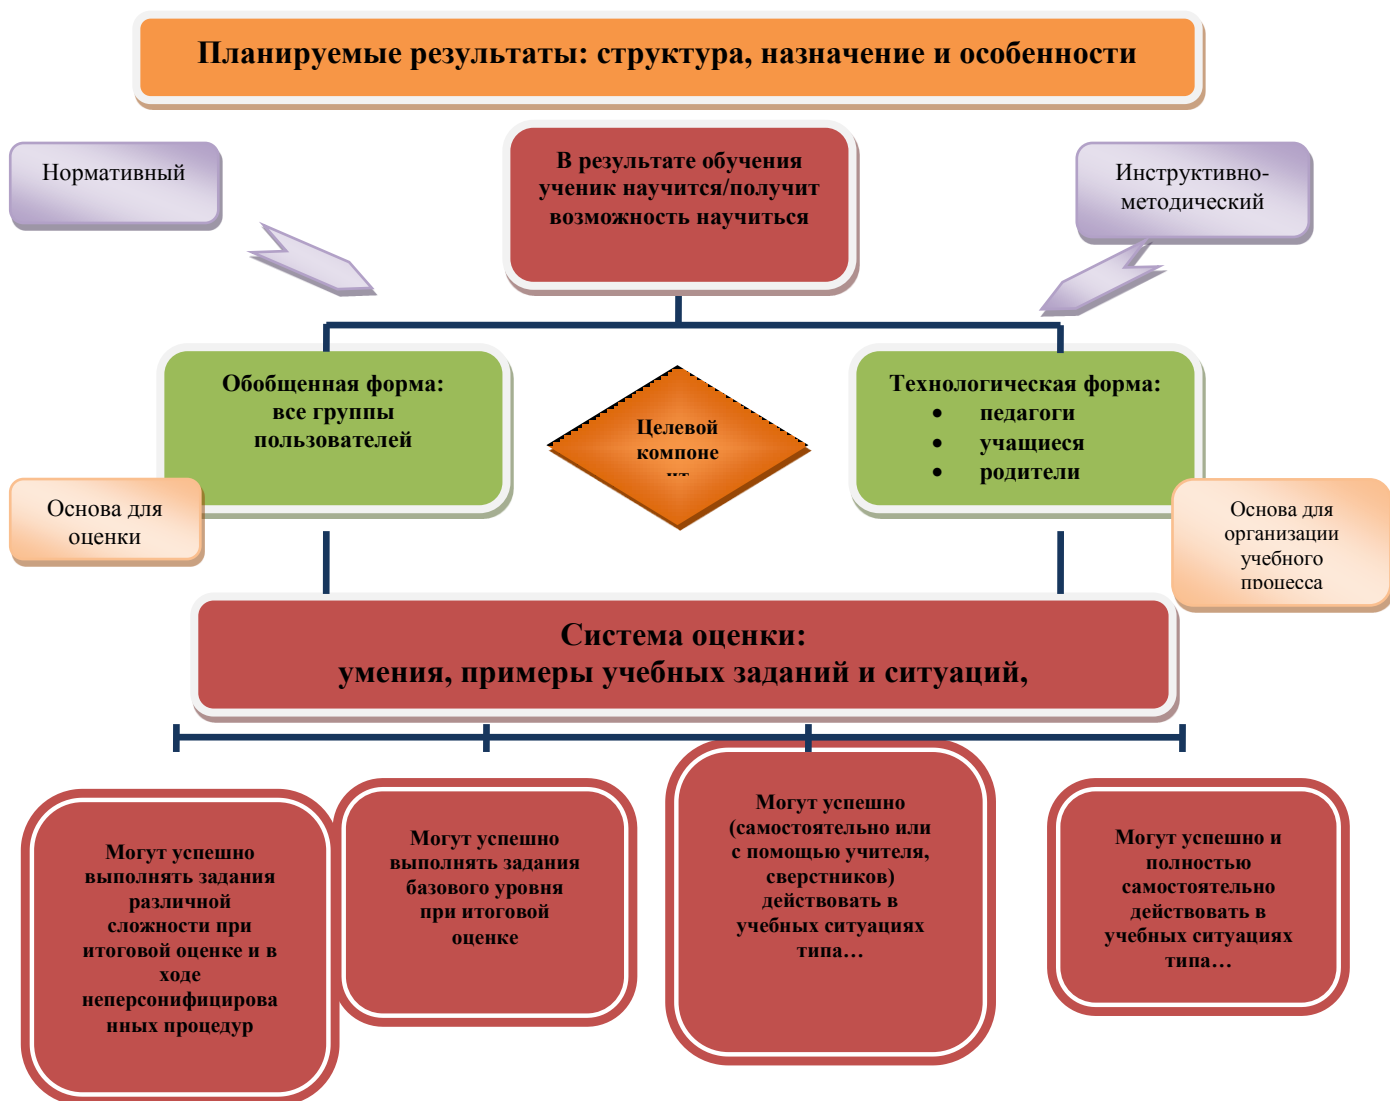 Планируемые результаты: структура, назначение и особенности
Нормативный
В результате обучения
ученик научится/получит
возможность научиться
Инструктивно-
методический
Обобщенная форма:
все группы
пользователей
Целевой
компоне
нт
Технологическая форма:
• педагоги
• учащиеся
• родители
Основа для
оценки
Основа для
организации
учебного
процесса
Система оценки:
умения, примеры учебных заданий и ситуаций,
Могут успешно
выполнять задания
различной
сложности при
итоговой оценке и в
ходе
неперсонифицирова
нных процедур
Могут успешно
выполнять задания
базового уровня
при итоговой
оценке
Могут успешно
(самостоятельно или
с помощью учителя,
сверстников)
действовать в
учебных ситуациях
типа…
Могут успешно и
полностью
самостоятельно
действовать в
учебных ситуациях
типа…